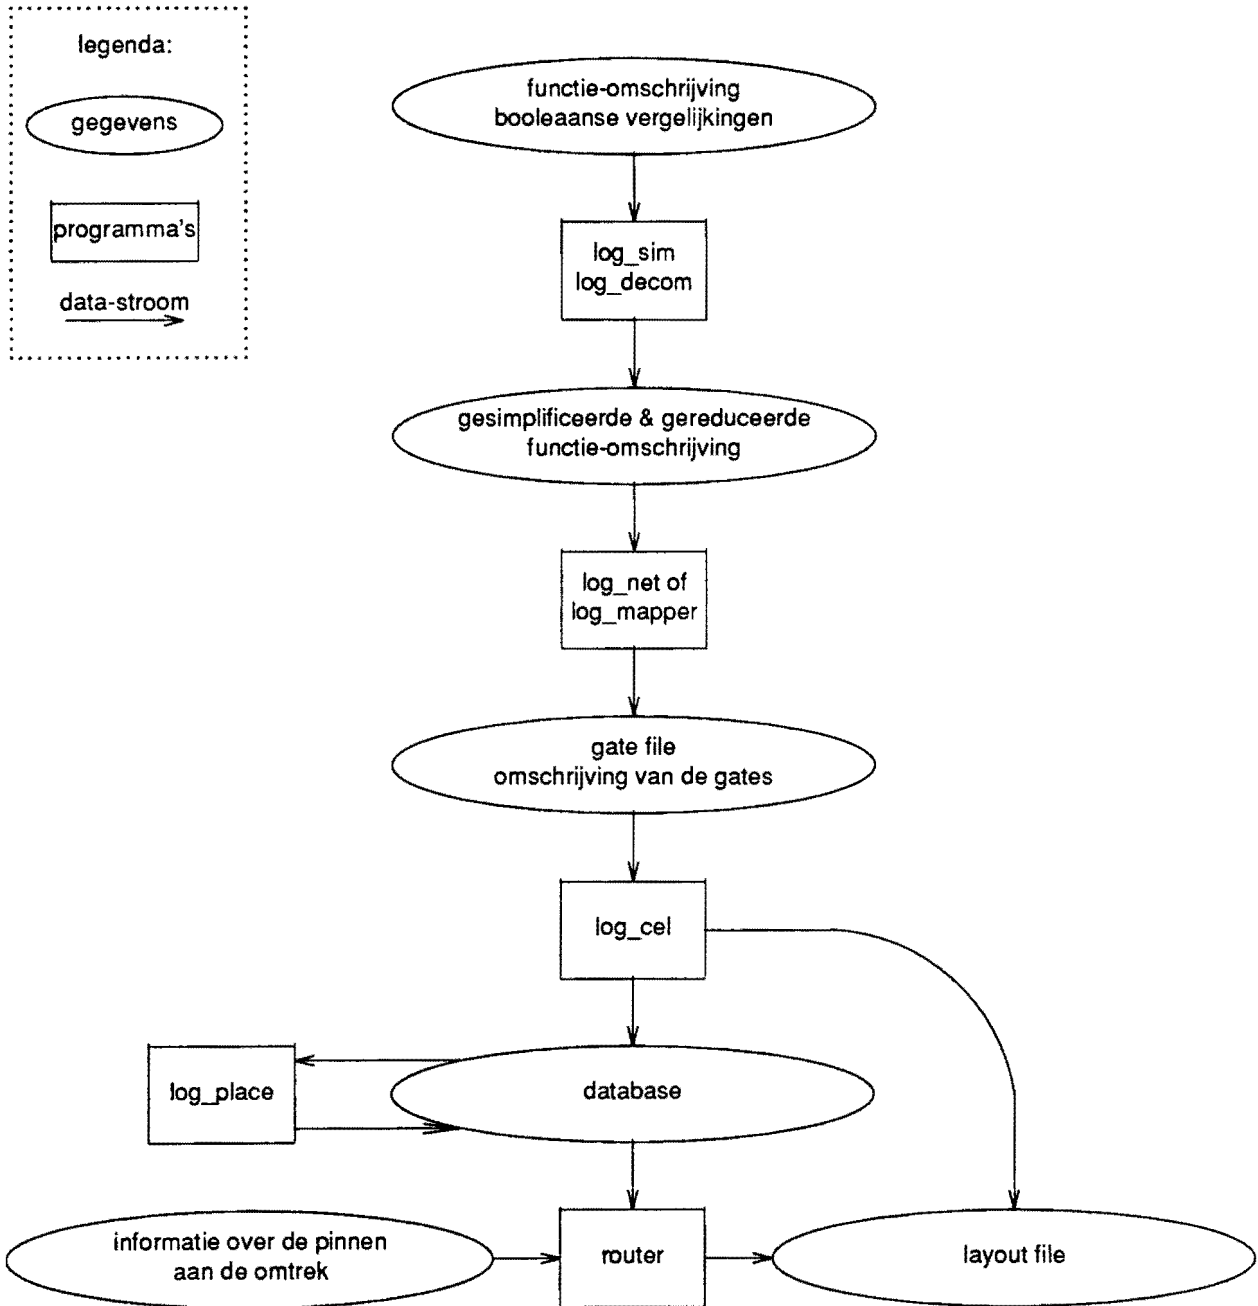 legenda:
gegevens
programma's
data-stroom
functie-omschrijving
booleaanse vergelijkingen
log_sim
log_decom
gesimplificeerde & gereduceerde
functie-omschrijving
log_net of
log_mapper
gate file
omschrijving van de gates
log_cel
log_place
database
informatie over de pinnen
aan de omtrek
router
layout file